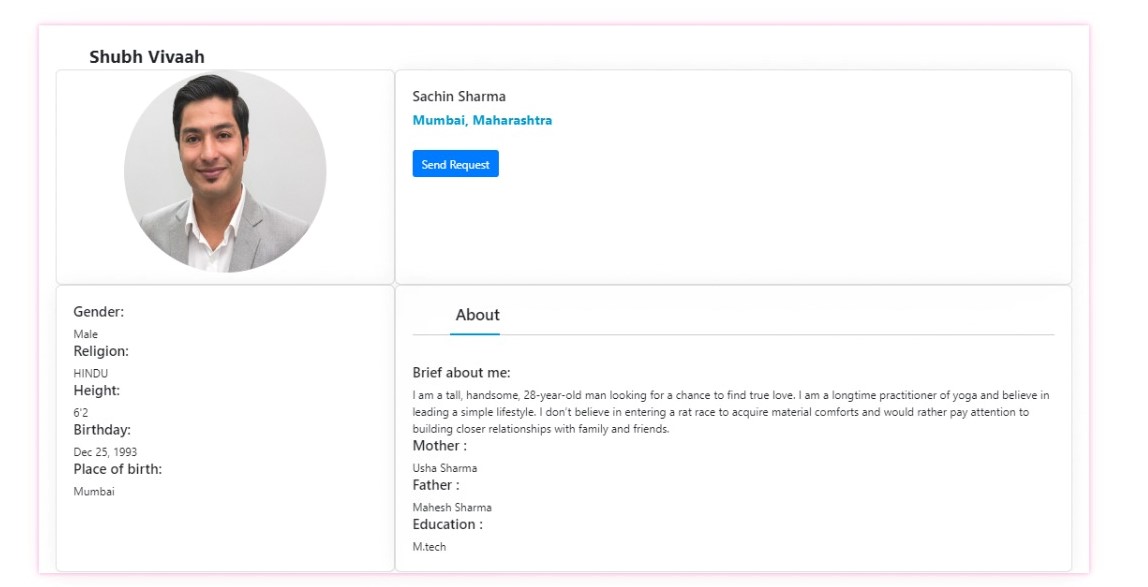 Shubh Vivaah
Sachin Sharma
Mumbai, Maharashtra
Send Request
Gender:
Male
Religion:
HINDU
Height:
6'2
Birthday:
Dec 25, 1993
Place of birth:
Mumbai
About
Brief about me:
I am a tall, handsome, 28-year-old man looking for a chance to find true love. I am a longtime practitioner of yoga and believe in
leading a simple lifestyle. I don't believe in entering a rat race to acquire material comforts and would rather pay attention to
building closer relationships with family and friends.
Mother :
Usha Sharma
Father :
Mahesh Sharma
Education :
M.tech